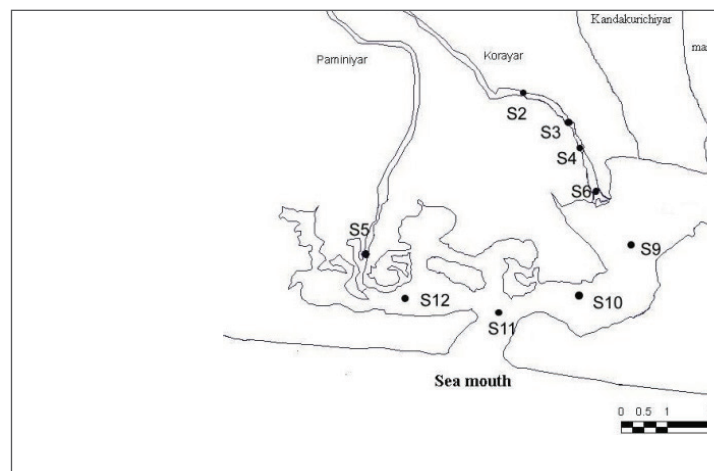 Kandakurichiyar
Paminiyar
Korayar
S2
S3
S4
S6
S5
S9
S12
S10
S11
Sea mouth
0 0.5 1